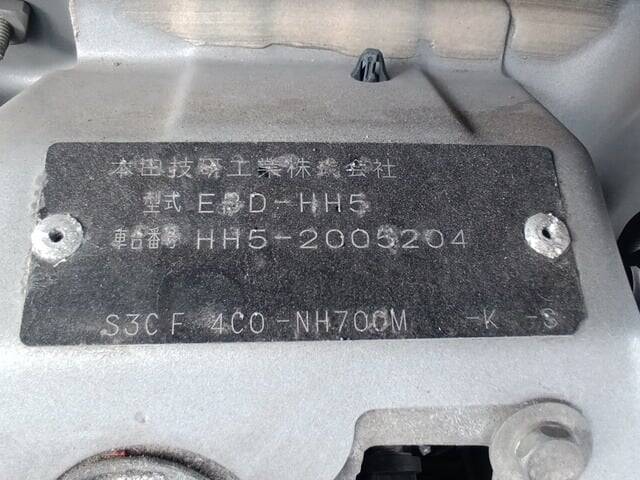 本田技研工業株式会社
型式 EBD-HH5
車台番号 HH5-2005204
S3CF 4C0-NH700M -K -S